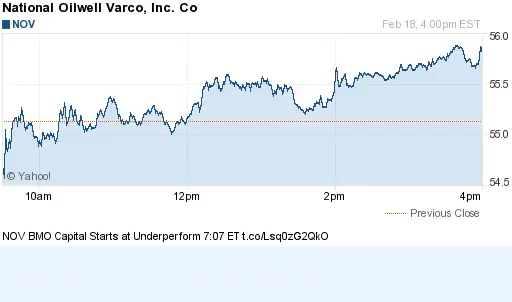 National Oilwell Varco, Inc. Co
NOV
Feb 18, 4:00pm EST
56.0
55.5
55.0
54.5
© Yahoo!
10am 12pm 2pm 4pm
Previous Close
NOV BMO Capital Starts at Underperform 7:07 ET t.co/Lsq0zG2QkO